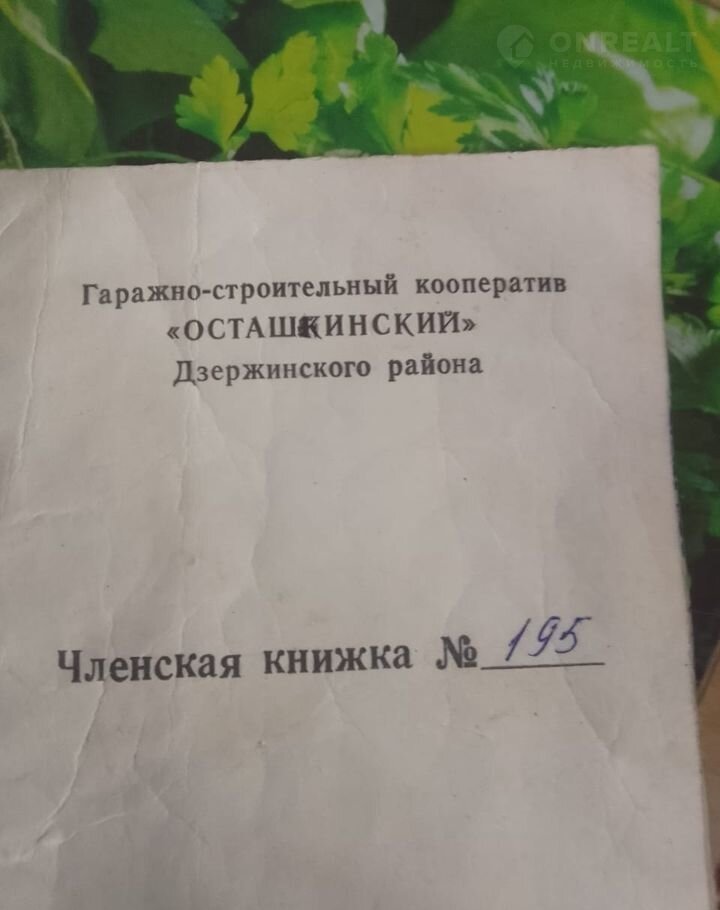 ONREALT
НЕДВИЖИМОСТЬ
Гаражно-строительный кооператив
«ОСТАШКИНСКИЙ»
Дзержинского района
Членская книжка № 195